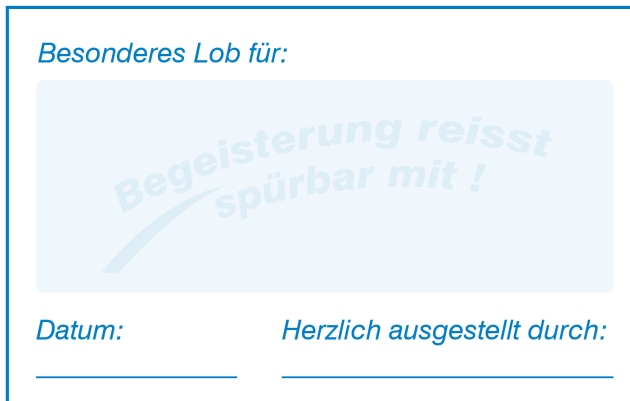 Besonderes Lob für:
Begeisterung reisst
spürbar mit !
Datum:
Herzlich ausgestellt durch: